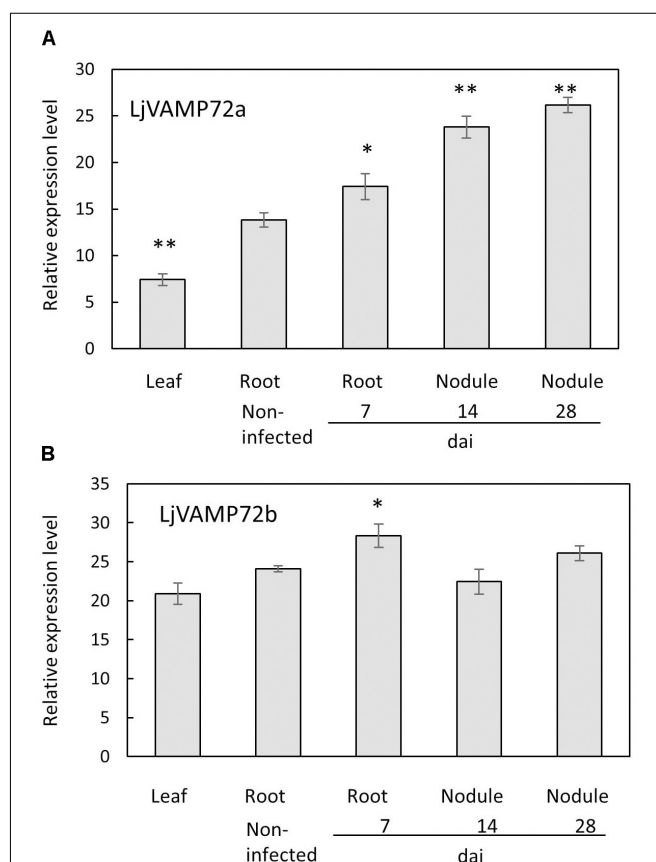 A
30
25
20
15
10
5
0
Relative expression level
LjVAMP72a
**
*
**
**
Leaf Root Root Nodule Nodule
Non-infected 7 14 28
dai
B
35
30
25
20
15
10
5
0
Relative expression level
LjVAMP72b
*
Leaf Root Root Nodule Nodule
Non-infected 7 14 28
dai